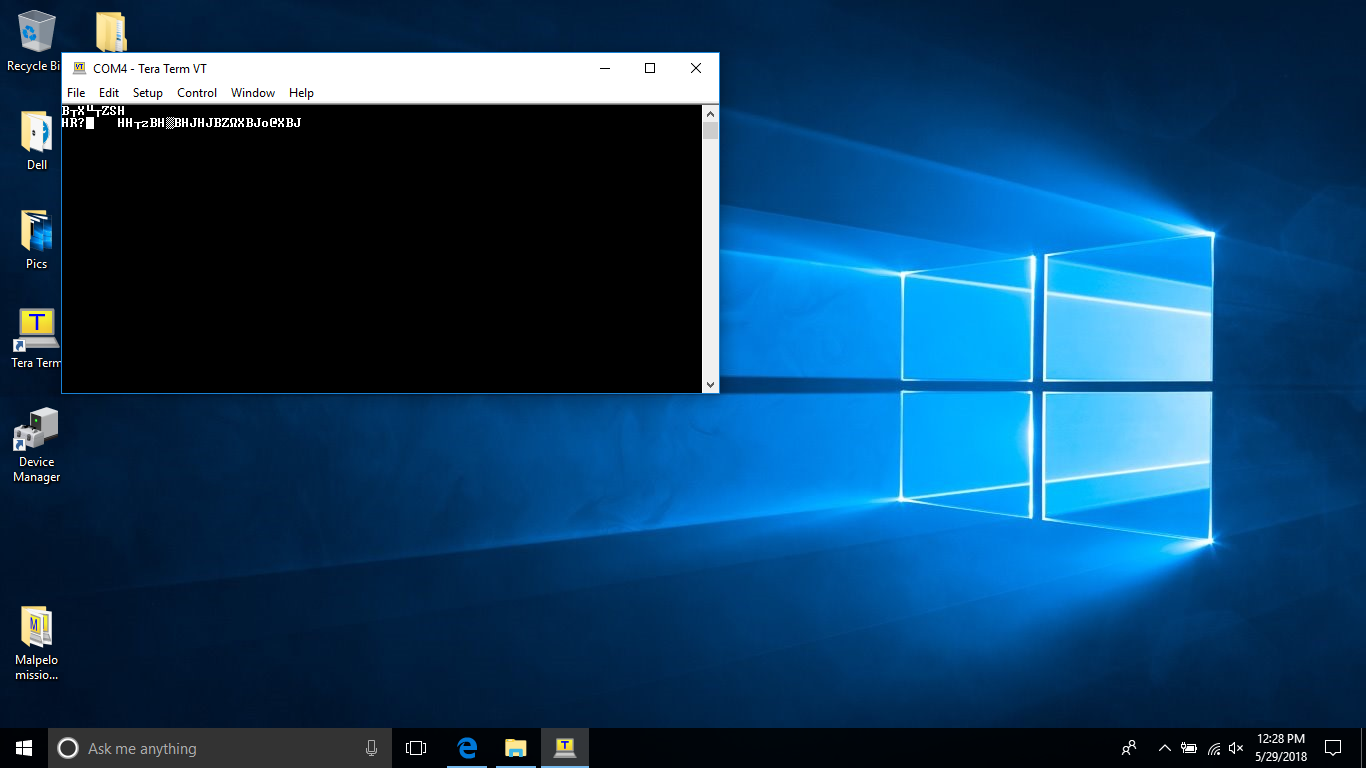 Recycle Bi
COM4 - Tera Term VT
File Edit Setup Control Window Help
HR?
Dell
Pics
Tera Term
Device
Manager
Malpelo
missio...
Ask me anything
12:28 PM
5/29/2018